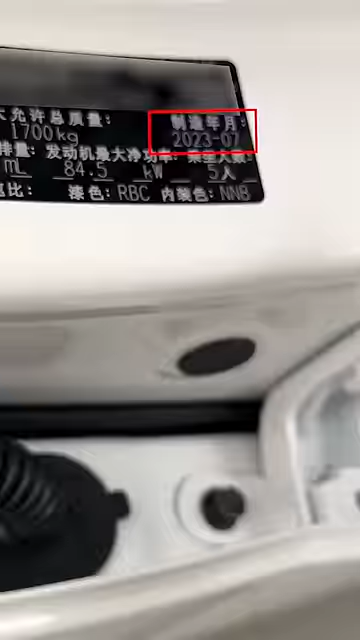 大允许总质量: 制造年月:
1700kg 2023-07
排量: 发动机最大净功率: 乘坐人数:
mL 84.5 kW 5人
比: 漆色: RBC 内装色: NNB